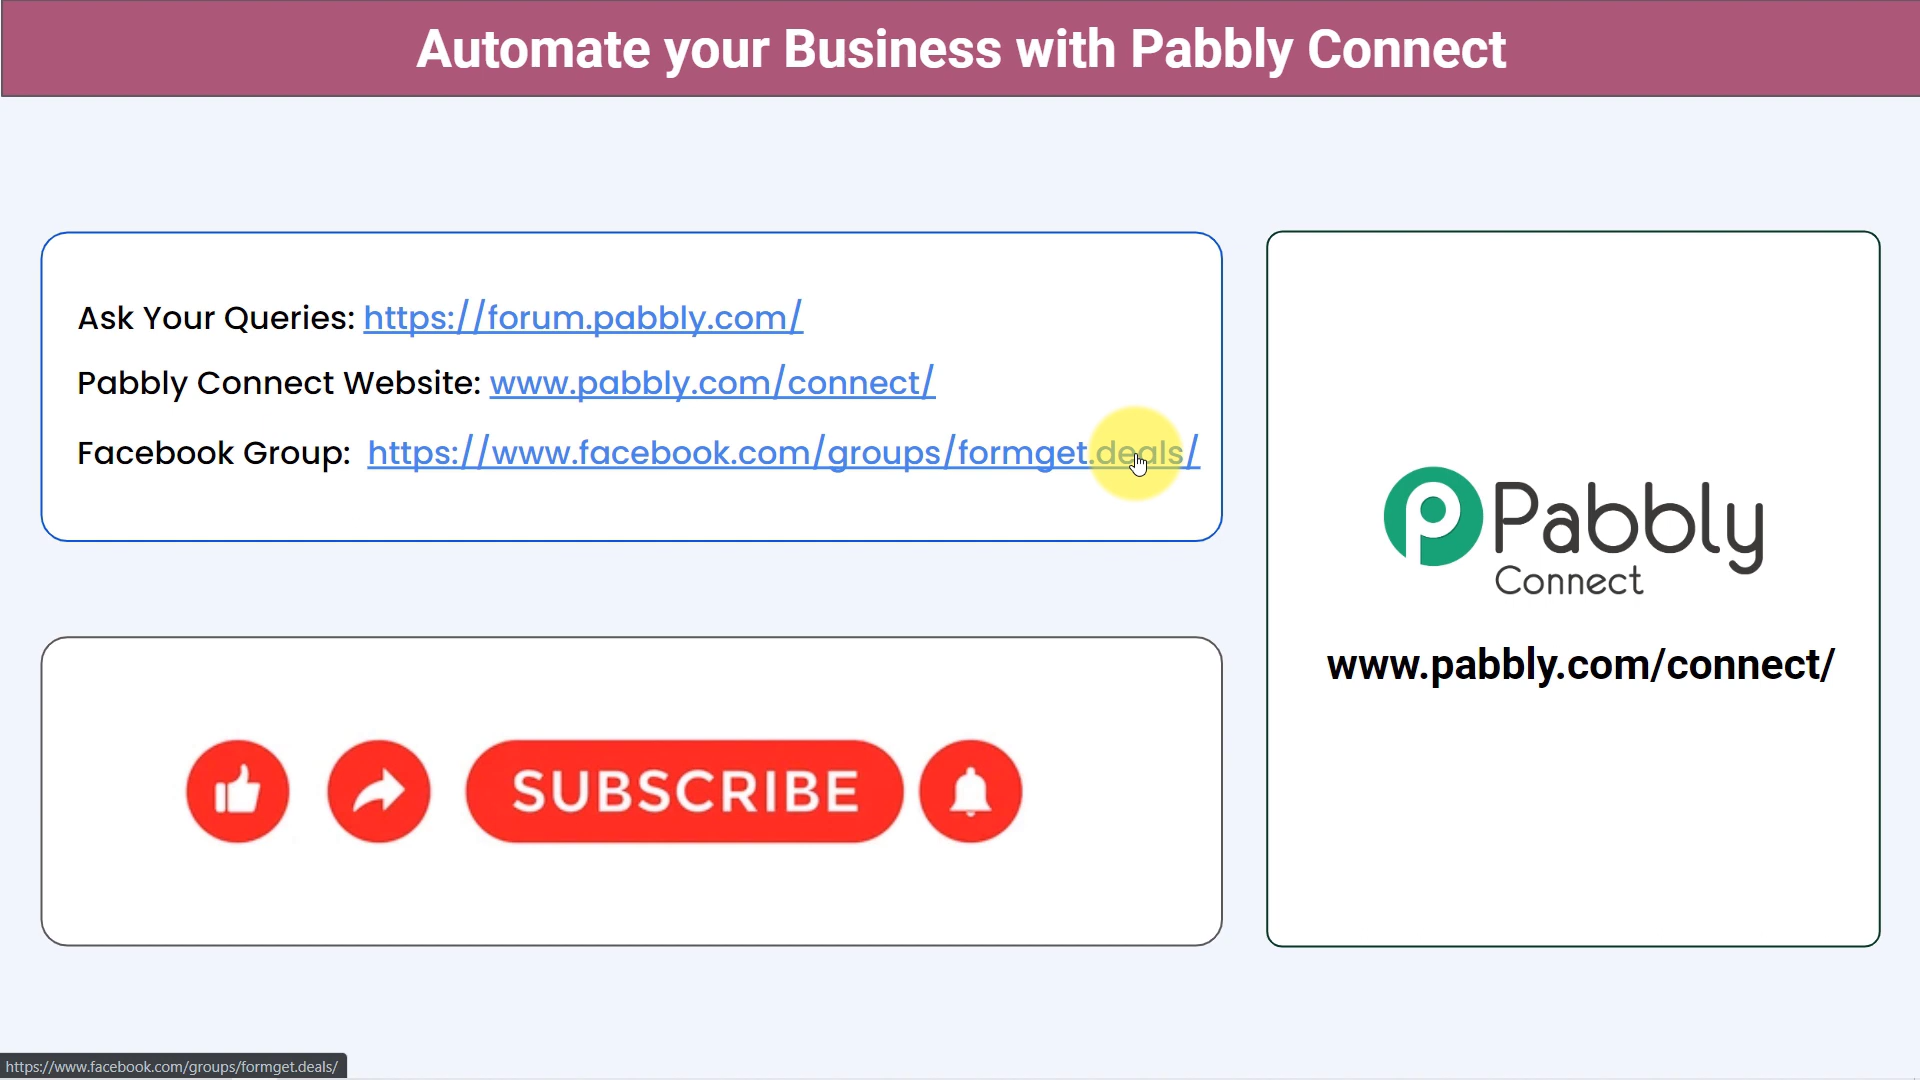 Automate your Business with Pabbly Connect
Ask Your Queries: https://forum.pabbly.com/
Pabbly Connect Website: www.pabbly.com/connect/
Facebook Group: https://www.facebook.com/groups/formget.deals/
Pabbly
Connect
www.pabbly.com/connect/
SUBSCRIBE
https://www.facebook.com/groups/formget.deals/